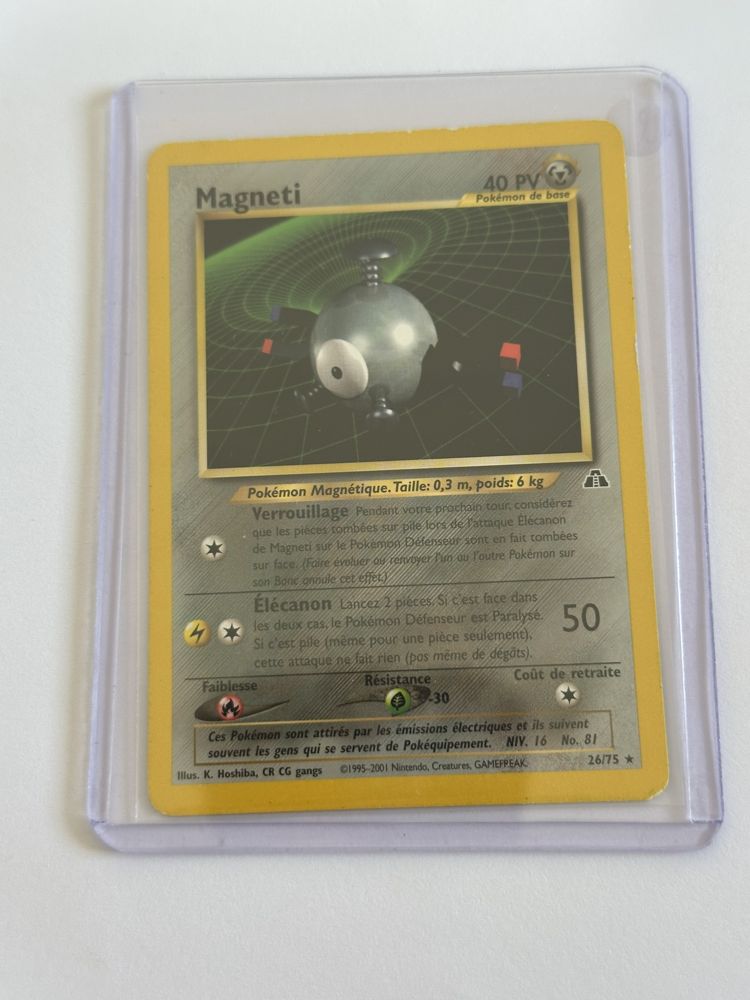 Magneti
40 PV
Pokémon de base
Pokémon Magnétique. Taille: 0,3 m, poids: 6 kg
Verrouillage Pendant votre prochain tour, considérez
que les pièces tombées sur pile lors de l'attaque Élécanon
de Magneti sur le Pokémon Défenseur sont en fait tombées
sur face. (Faire évoluer ou renvoyer l'un ou l'autre Pokémon sur
son Banc annule cet effet.)
Élécanon Lancez 2 pièces. Si c'est face dans
les deux cas, le Pokémon Défenseur est Paralysé.
Si c'est pile (même pour une pièce seulement),
cette attaque ne fait rien (pas même de dégâts).
50
Faiblesse
Résistance
-30
Coût de retraite
Ces Pokémon sont attirés par les émissions électriques et ils suivent
souvent les gens qui se servent de Pokéquipement. NIV. 16 No. 81
Illus. K. Hoshiba, CR CG gangs ©1995-2001 Nintendo, Creatures, GAMEFREAK. 26/75 ★